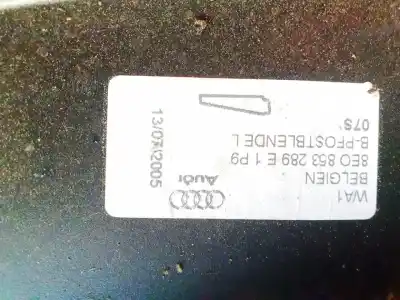 WA1
BELGIEN
8E0 853 289 E 1 P9
B-PFOSTBLENDE L
07S
Audi
13/07/2005